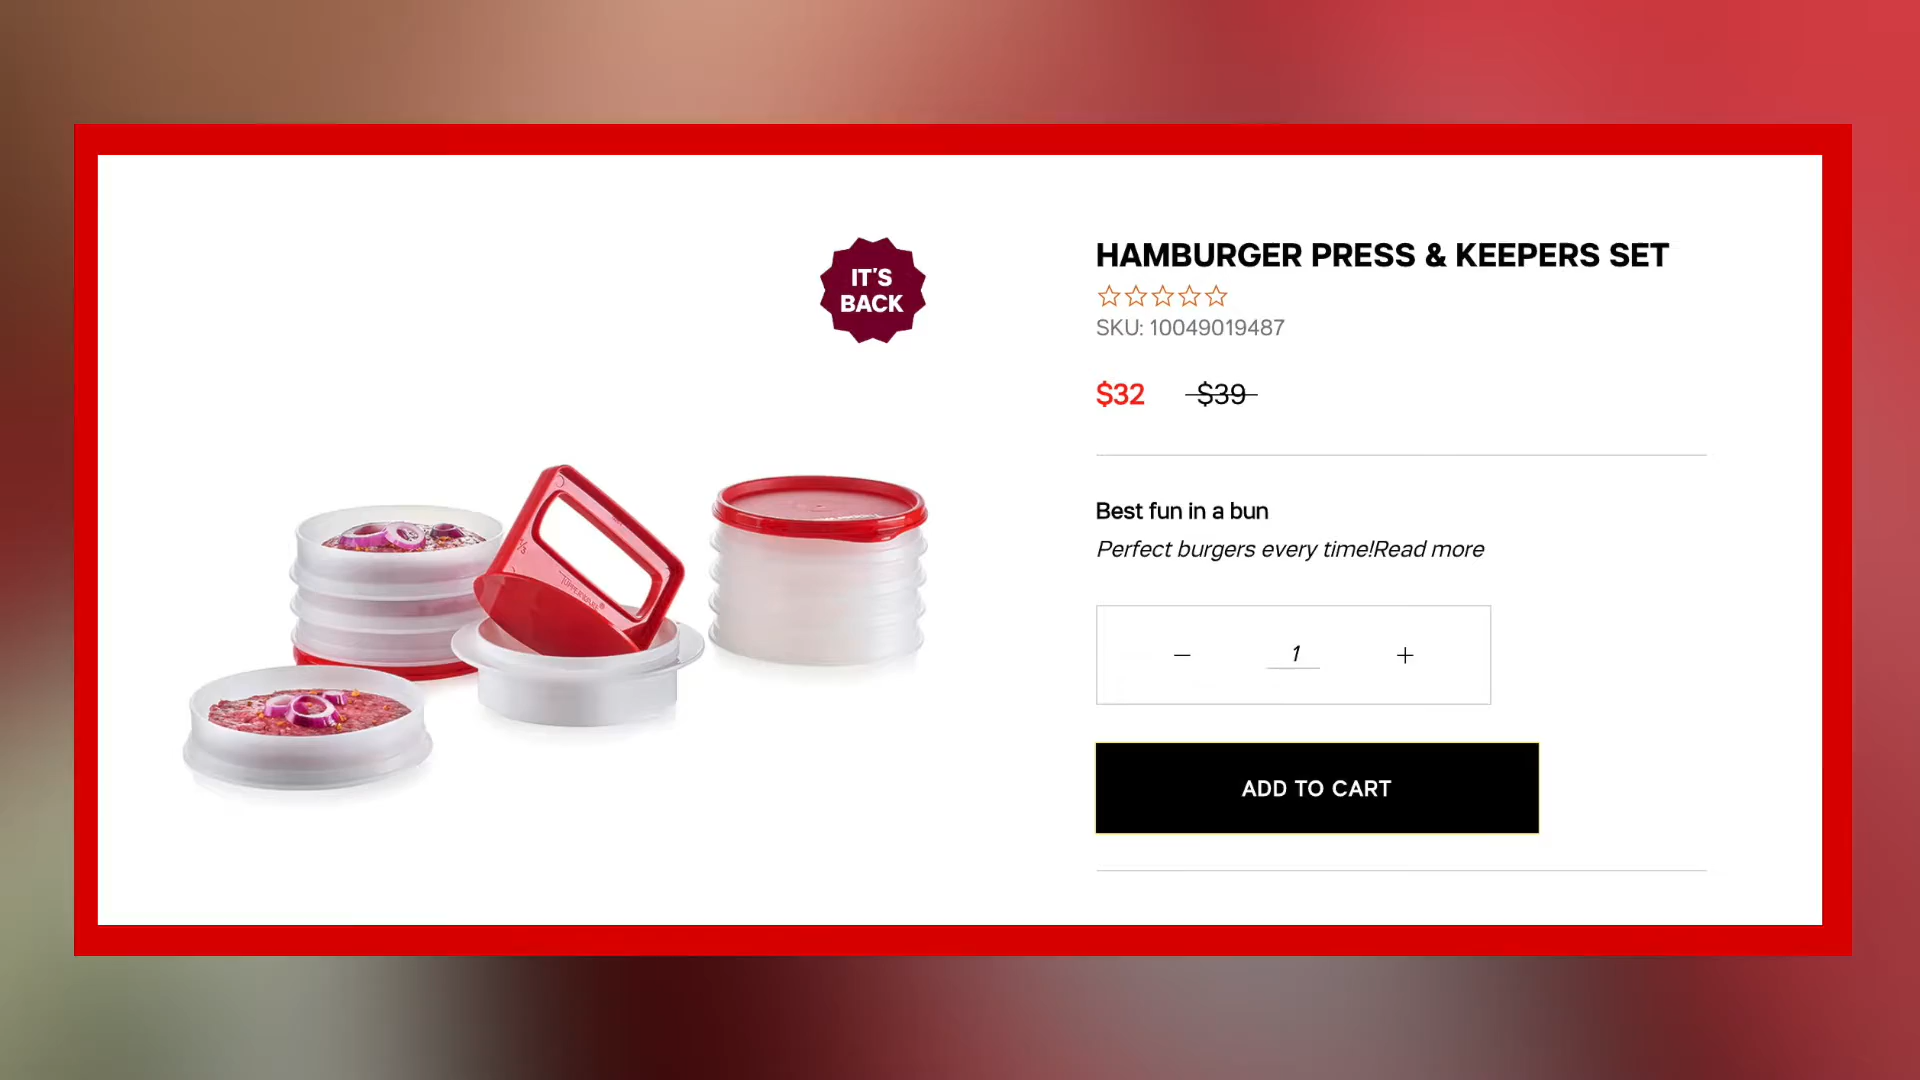 IT'S
BACK
HAMBURGER PRESS & KEEPERS SET
SKU: 10049019487
$32 $39
Best fun in a bun
Perfect burgers every time!Read more
− 1 +
ADD TO CART
Tupperware®